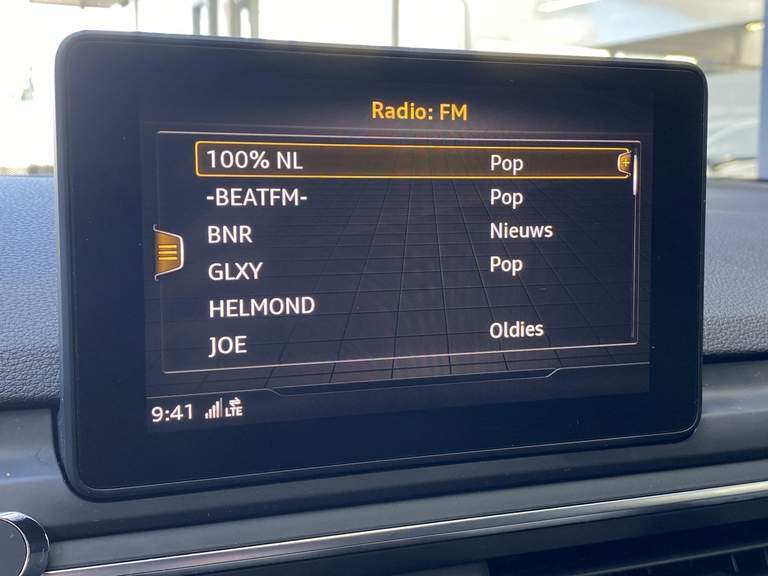 Radio: FM
100% NL Pop
-BEATFM- Pop
BNR Nieuws
GLXY Pop
HELMOND
JOE Oldies
9:41 LTE